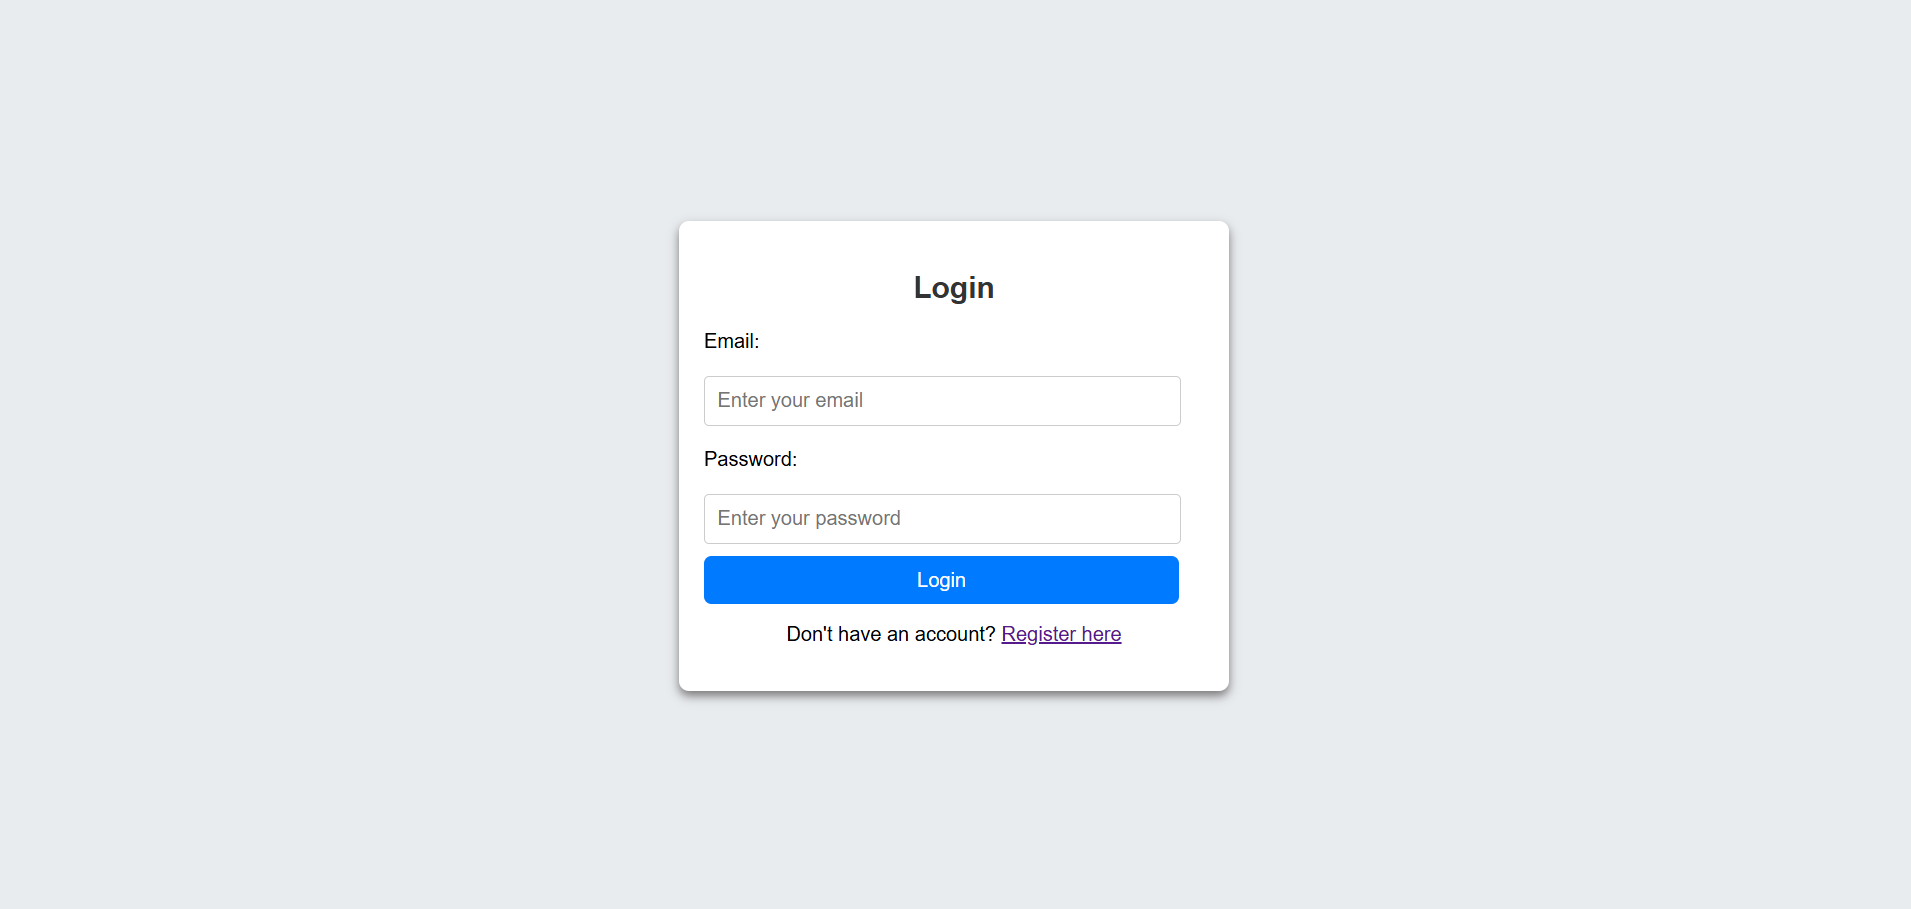 Login
Email:
Enter your email
Password:
Enter your password
Login
Don't have an account? Register here